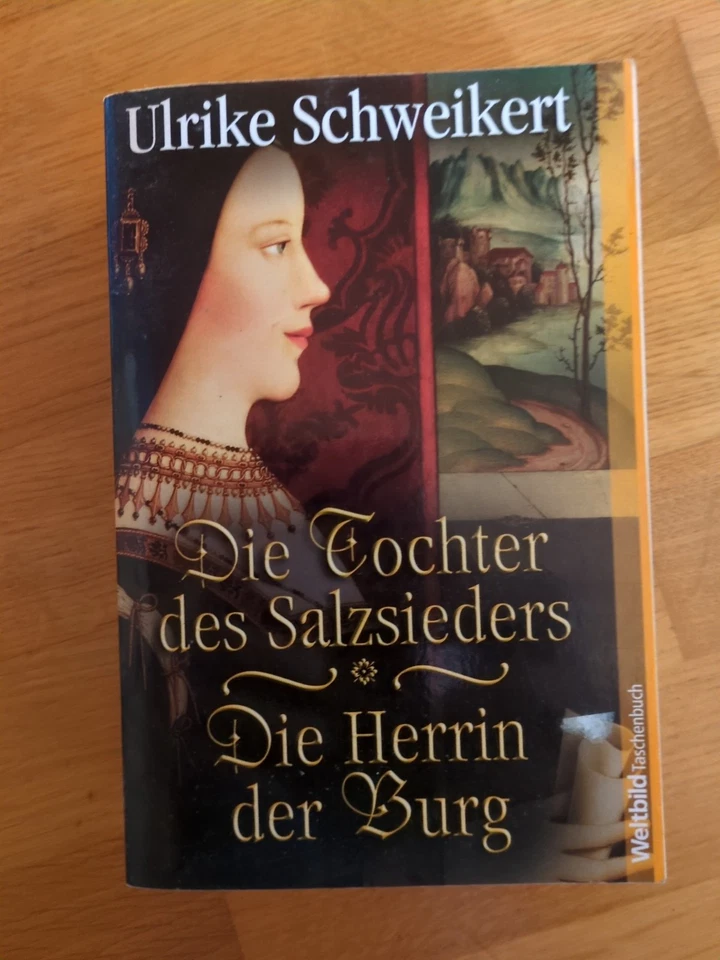 Ulrike Schweikert
Die Tochter
des Salzsieders
Die Herrin
der Burg
Weltbild Taschenbuch